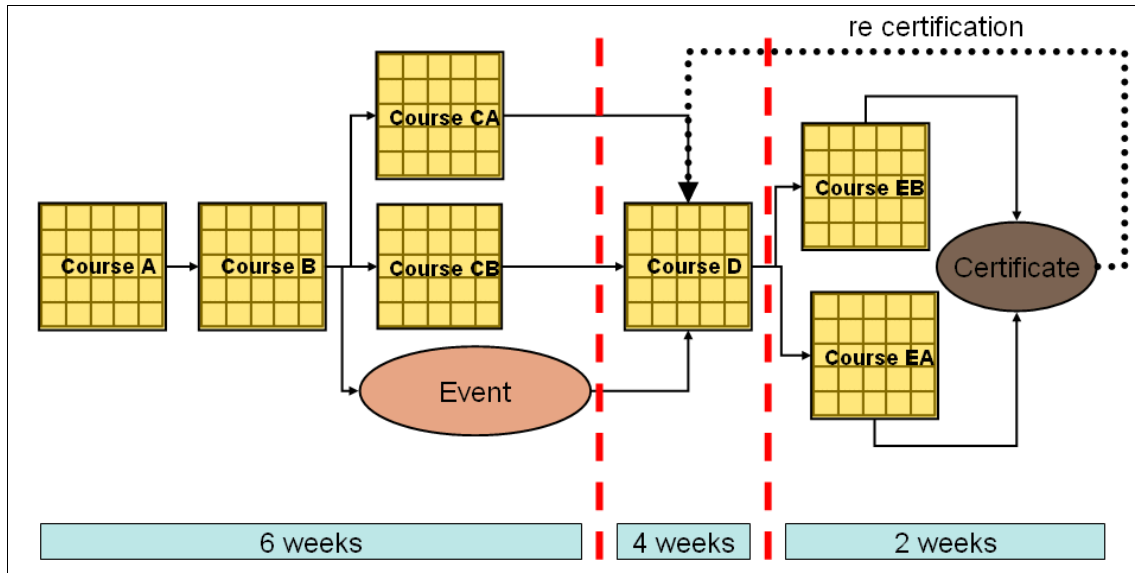 re certification
Course CA
Course A
Course B
Course CB
Course D
Course EB
Certificate
Course EA
Event
6 weeks
4 weeks
2 weeks